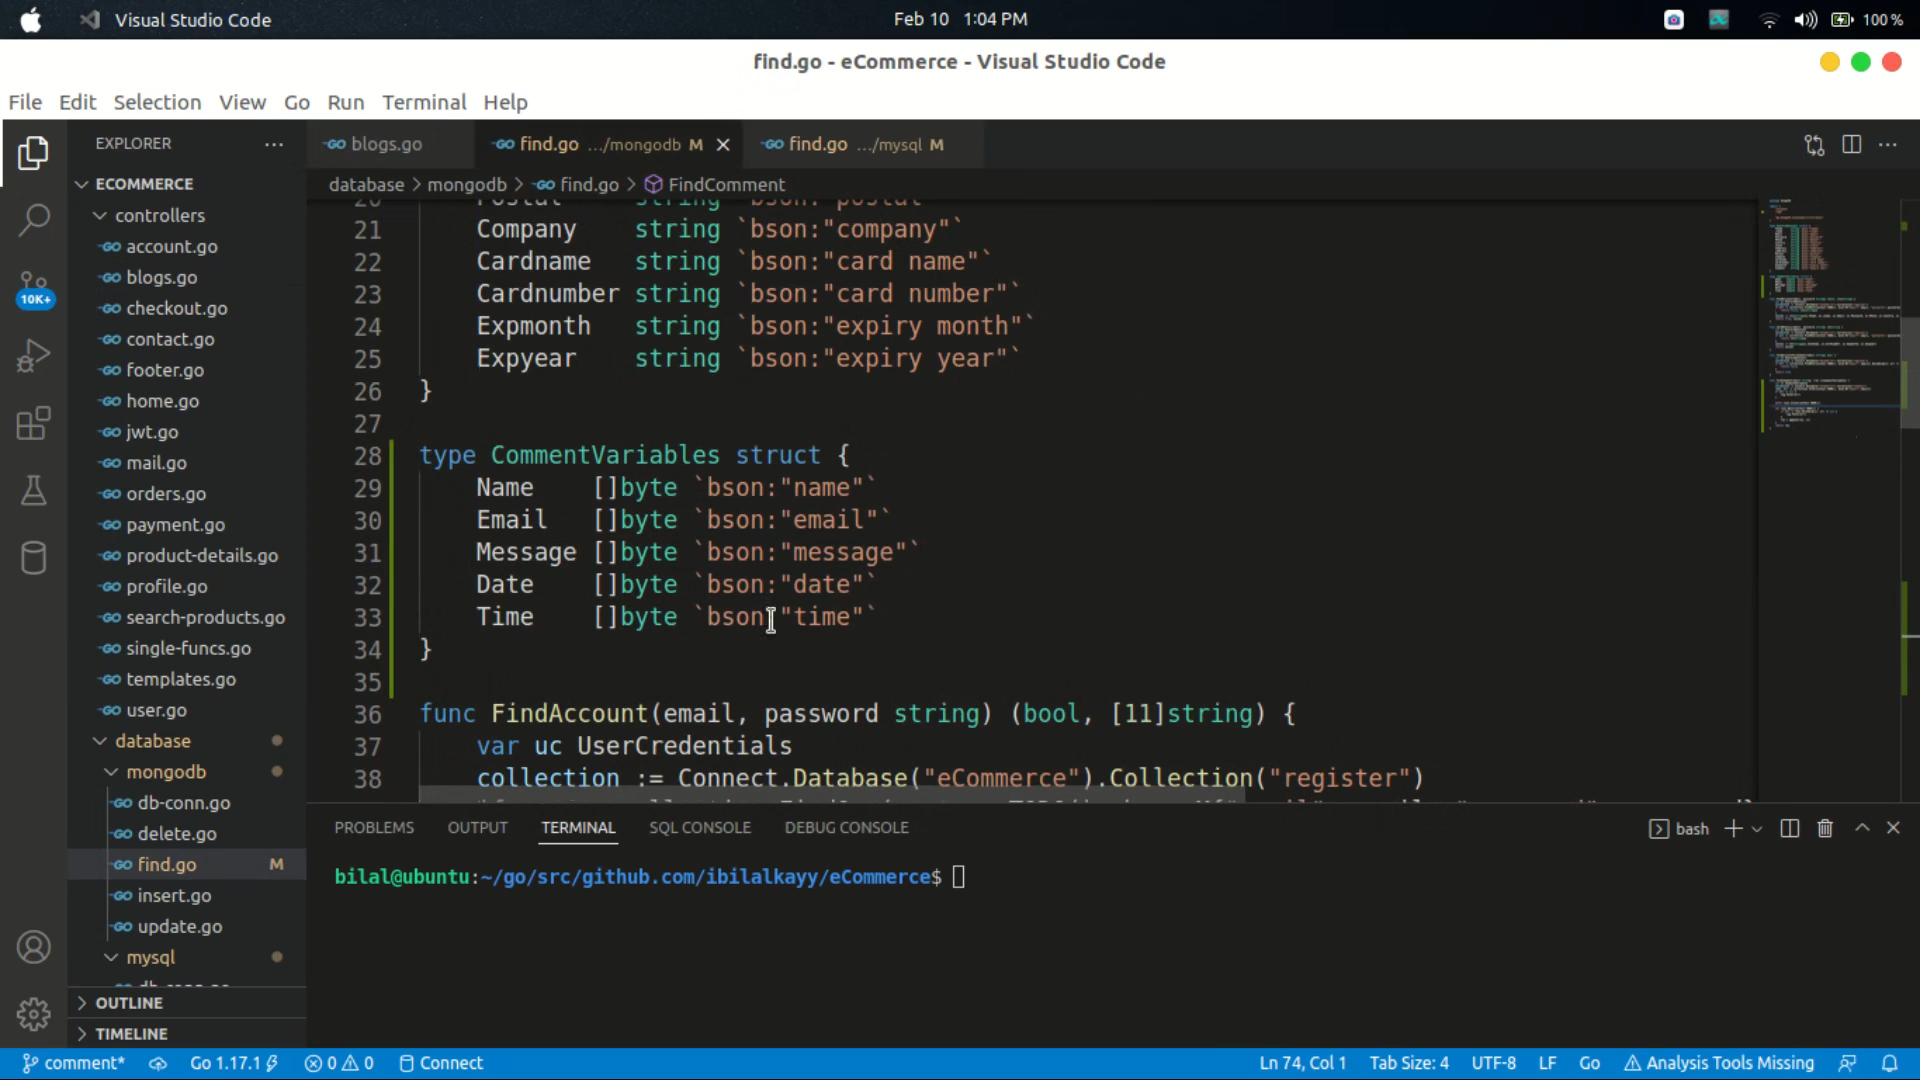 Visual Studio Code
Feb 10 1:04 PM
100 %
find.go - eCommerce - Visual Studio Code
File Edit Selection View Go Run Terminal Help
EXPLORER
blogs.go
find.go .../mongodb M
find.go .../mysql M
database > mongodb > find.go > FindComment
ECOMMERCE
controllers
account.go
blogs.go
checkout.go
contact.go
footer.go
home.go
jwt.go
mail.go
orders.go
payment.go
product-details.go
profile.go
search-products.go
single-funcs.go
templates.go
user.go
database
mongodb
db-conn.go
delete.go
find.go M
insert.go
update.go
mysql
db-conn.go
OUTLINE
TIMELINE
10K+
20 Postal string `bson:"postal"`
21 Company string `bson:"company"`
22 Cardname string `bson:"card name"`
23 Cardnumber string `bson:"card number"`
24 Expmonth string `bson:"expiry month"`
25 Expyear string `bson:"expiry year"`
26 }
27
28 type CommentVariables struct {
29 Name []byte `bson:"name"`
30 Email []byte `bson:"email"`
31 Message []byte `bson:"message"`
32 Date []byte `bson:"date"`
33 Time []byte `bson:"time"`
34 }
35
36 func FindAccount(email, password string) (bool, [11]string) {
37 var uc UserCredentials
38 collection := Connect.Database("eCommerce").Collection("register")
PROBLEMS OUTPUT TERMINAL SQL CONSOLE DEBUG CONSOLE
bash
bilal@ubuntu:~/go/src/github.com/ibilalkayy/eCommerce$
comment* Go 1.17.1 0 0 Connect
Ln 74, Col 1 Tab Size: 4 UTF-8 LF Go Analysis Tools Missing